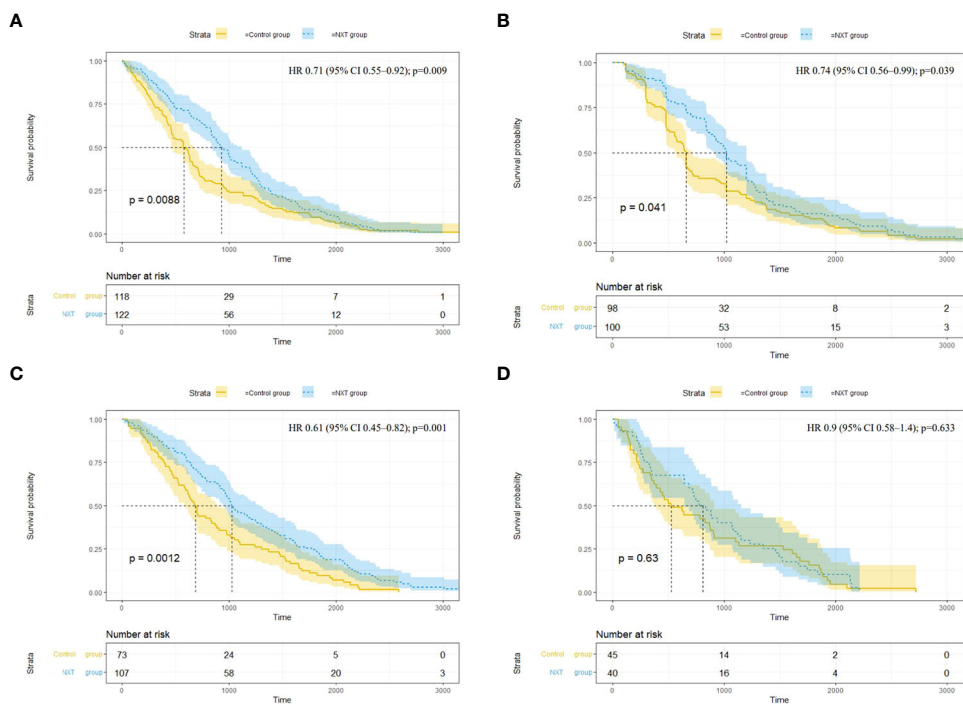 A
Strata =Control group =NXT group
HR 0.71 (95% CI 0.55–0.92); p=0.009
1.00
0.75
0.50
0.25
0.00
Survival probability
p = 0.0088
0 1000 2000 3000
Time
Number at risk
Strata
Control group 118 29 7 1
NXT group 122 56 12 0
0 1000 2000 3000
Time
B
Strata =Control group =NXT group
HR 0.74 (95% CI 0.56–0.99); p=0.039
1.00
0.75
0.50
0.25
0.00
Survival probability
p = 0.041
0 1000 2000 3000
Time
Number at risk
Strata
Control group 98 32 8 2
NXT group 100 53 15 3
0 1000 2000 3000
Time
C
Strata =Control group =NXT group
HR 0.61 (95% CI 0.45–0.82); p=0.001
1.00
0.75
0.50
0.25
0.00
Survival probability
p = 0.0012
0 1000 2000 3000
Time
Number at risk
Strata
Control group 73 24 5 0
NXT group 107 58 20 3
0 1000 2000 3000
Time
D
Strata =Control group =NXT group
HR 0.9 (95% CI 0.58–1.4); p=0.633
1.00
0.75
0.50
0.25
0.00
Survival probability
p = 0.63
0 1000 2000 3000
Time
Number at risk
Strata
Control group 45 14 2 0
NXT group 40 16 4 0
0 1000 2000 3000
Time